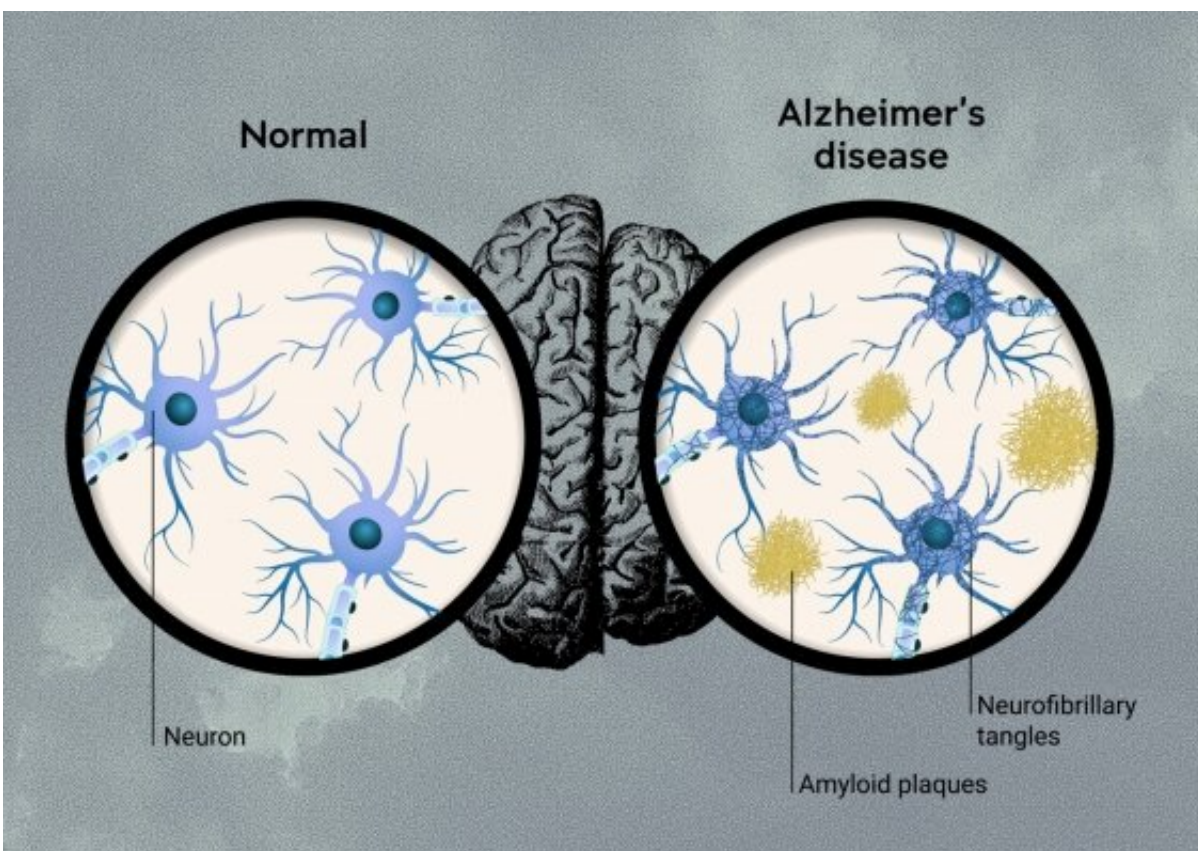 Normal
Alzheimer's
disease
Neuron
Neurofibrillary
tangles
Amyloid plaques